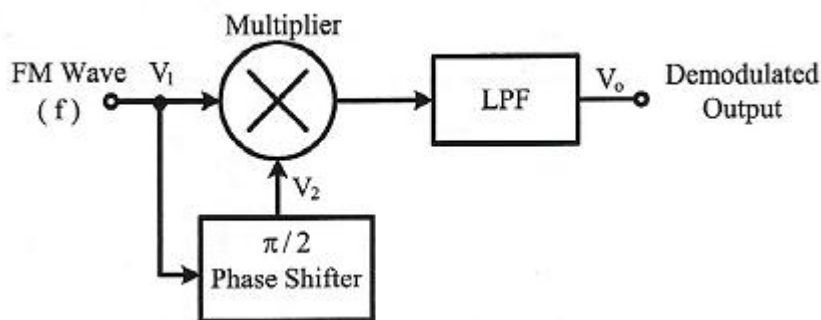 Multiplier
FM Wave
( f )
V₁
LPF
Vₒ
Demodulated
Output
V₂
π / 2
Phase Shifter